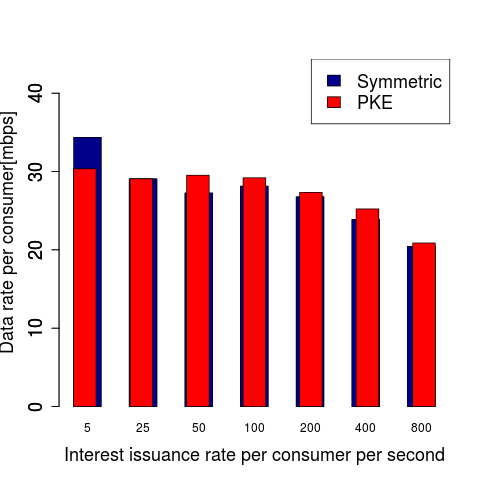 Symmetric
PKE
Data rate per consumer[mbps]
40
30
20
10
0
5 25 50 100 200 400 800
Interest issuance rate per consumer per second